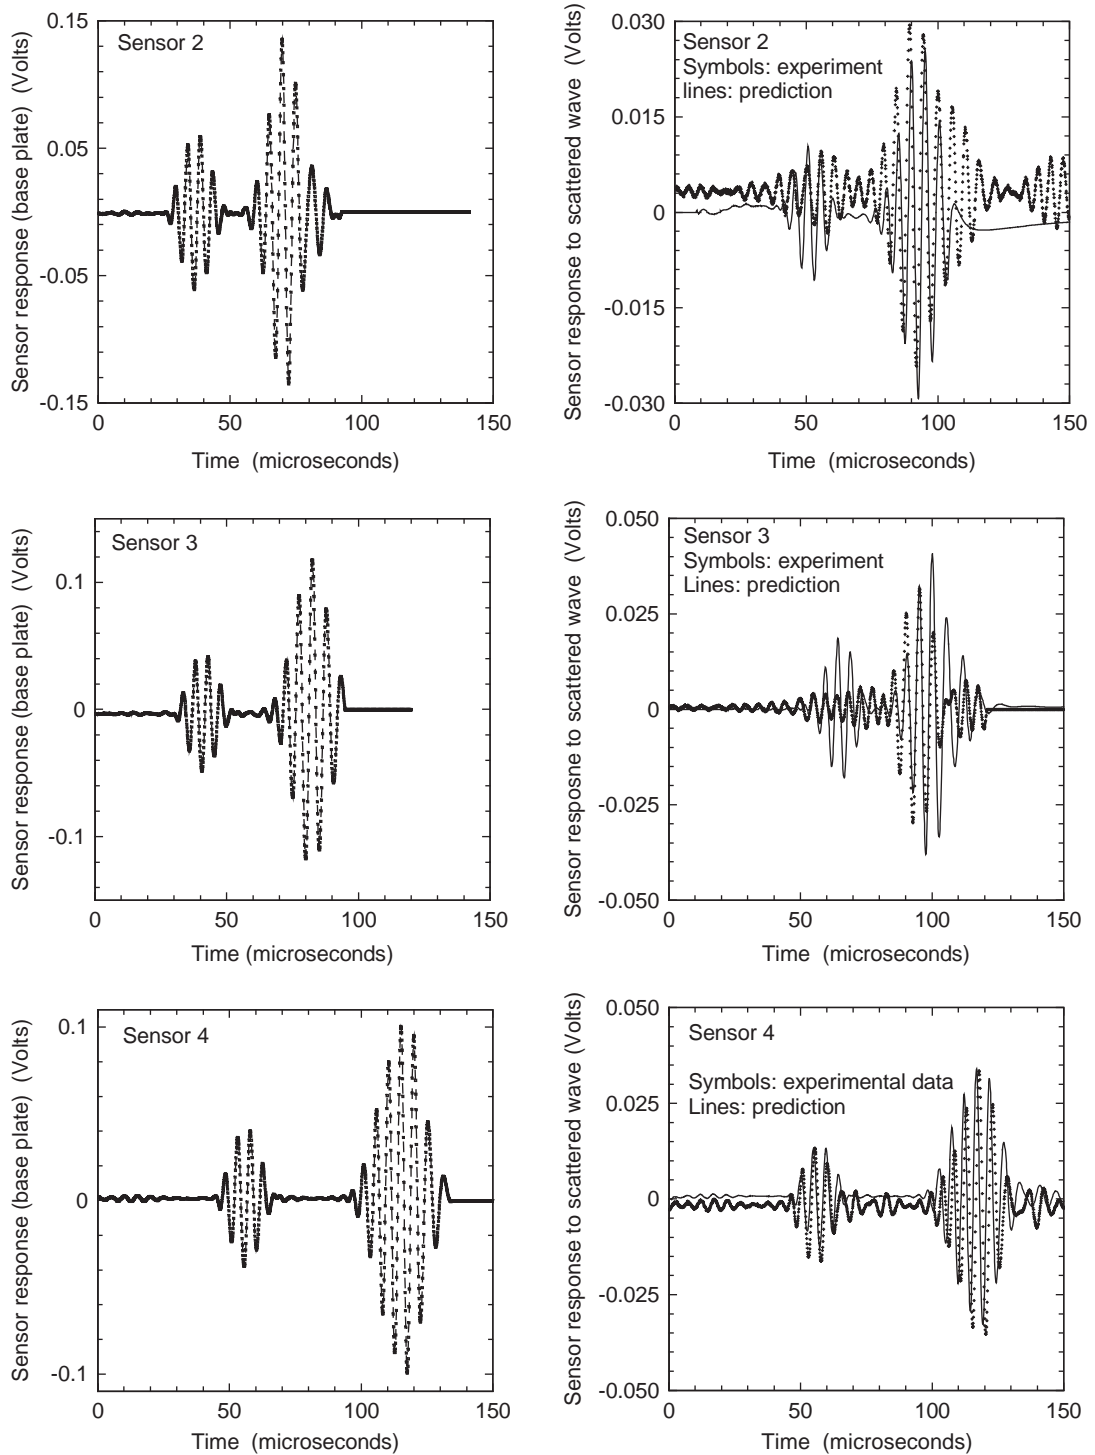 Sensor response (base plate) (Volts)
0.15
0.05
-0.05
-0.15
Sensor 2
0
50
100
150
Time (microseconds)
Sensor response to scattered wave (Volts)
0.030
0.015
0
-0.015
-0.030
Sensor 2
Symbols: experiment
lines: prediction
0
50
100
150
Time (microseconds)
Sensor response (base plate) (Volts)
0.1
0
-0.1
Sensor 3
0
50
100
150
Time (microseconds)
Sensor resposne to scattered wave (Volts)
0.050
0.025
0
-0.025
-0.050
Sensor 3
Symbols: experiment
Lines: prediction
0
50
100
150
Time (microseconds)
Sensor response (base plate) (Volts)
0.1
0
-0.1
Sensor 4
0
50
100
150
Time (microseconds)
Sensor response to scattered wave (Volts)
0.050
0.025
0
-0.025
-0.050
Sensor 4
Symbols: experimental data
Lines: prediction
0
50
100
150
Time (microseconds)